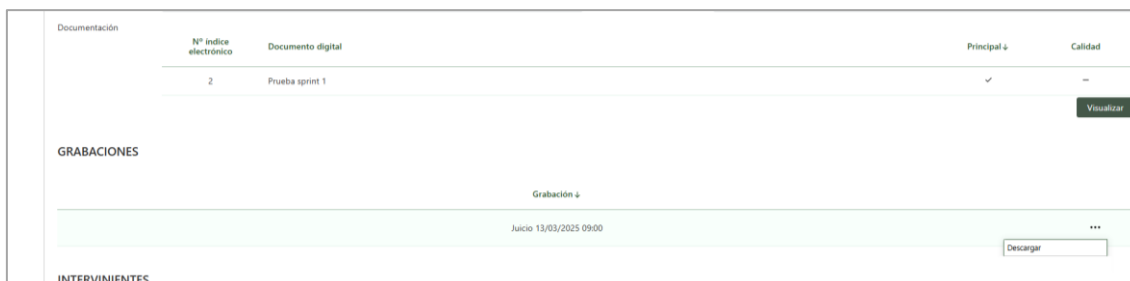 Documentación
Nº índice
electrónico
Documento digital
Principal ↓
Calidad
2
Prueba sprint 1
✓
–
Visualizar
GRABACIONES
Grabación ↓
Juicio 13/03/2025 09:00
...
Descargar
INTERVINIENTES